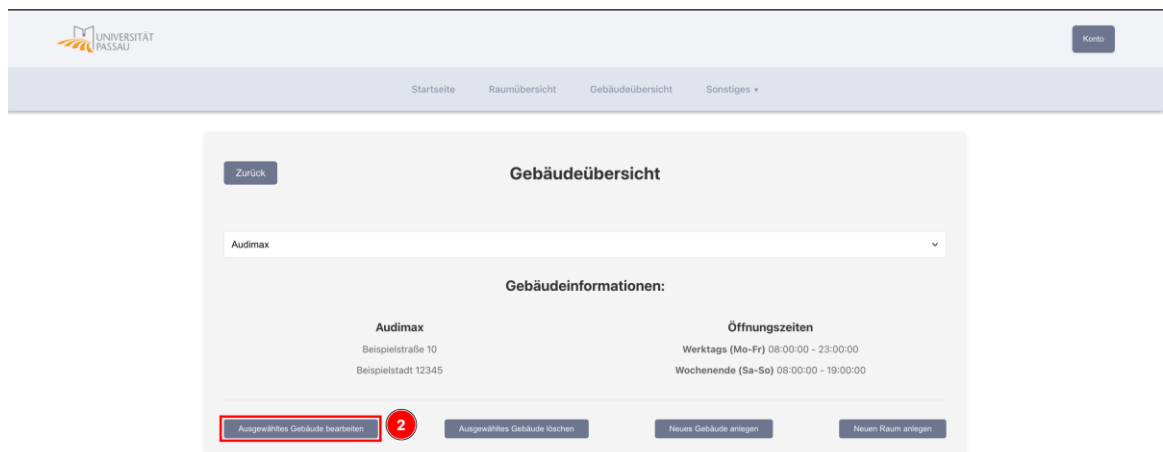 UNIVERSITÄT
PASSAU
Konto
Startseite Raumübersicht Gebäudeübersicht Sonstiges ▾
Zurück
Gebäudeübersicht
Audimax
Gebäudeinformationen:
Audimax
Beispielstraße 10
Beispielstadt 12345
Öffnungszeiten
Werktags (Mo-Fr) 08:00:00 - 23:00:00
Wochenende (Sa-So) 08:00:00 - 19:00:00
Ausgewähltes Gebäude bearbeiten 2 Ausgewähltes Gebäude löschen Neues Gebäude anlegen Neuen Raum anlegen